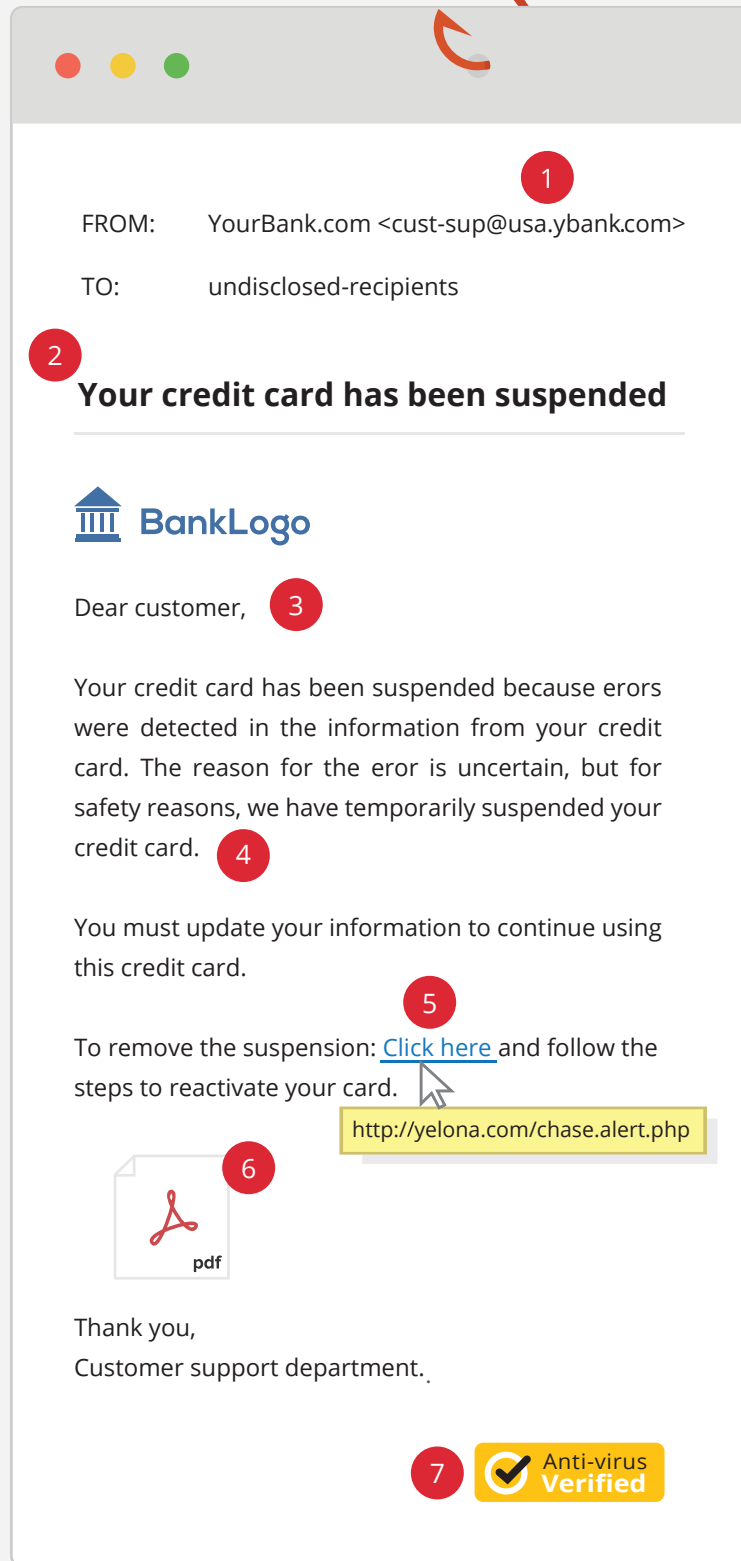 1
FROM: YourBank.com <cust-sup@usa.ybank.com>
TO: undisclosed-recipients
2
Your credit card has been suspended
BankLogo
Dear customer, 3
Your credit card has been suspended because erors
were detected in the information from your credit
card. The reason for the eror is uncertain, but for
safety reasons, we have temporarily suspended your
credit card. 4
You must update your information to continue using
this credit card.
5
To remove the suspension: Click here and follow the
steps to reactivate your card.
http://yelona.com/chase.alert.php
6
pdf
Thank you,
Customer support department..
7
Anti-virus
Verified